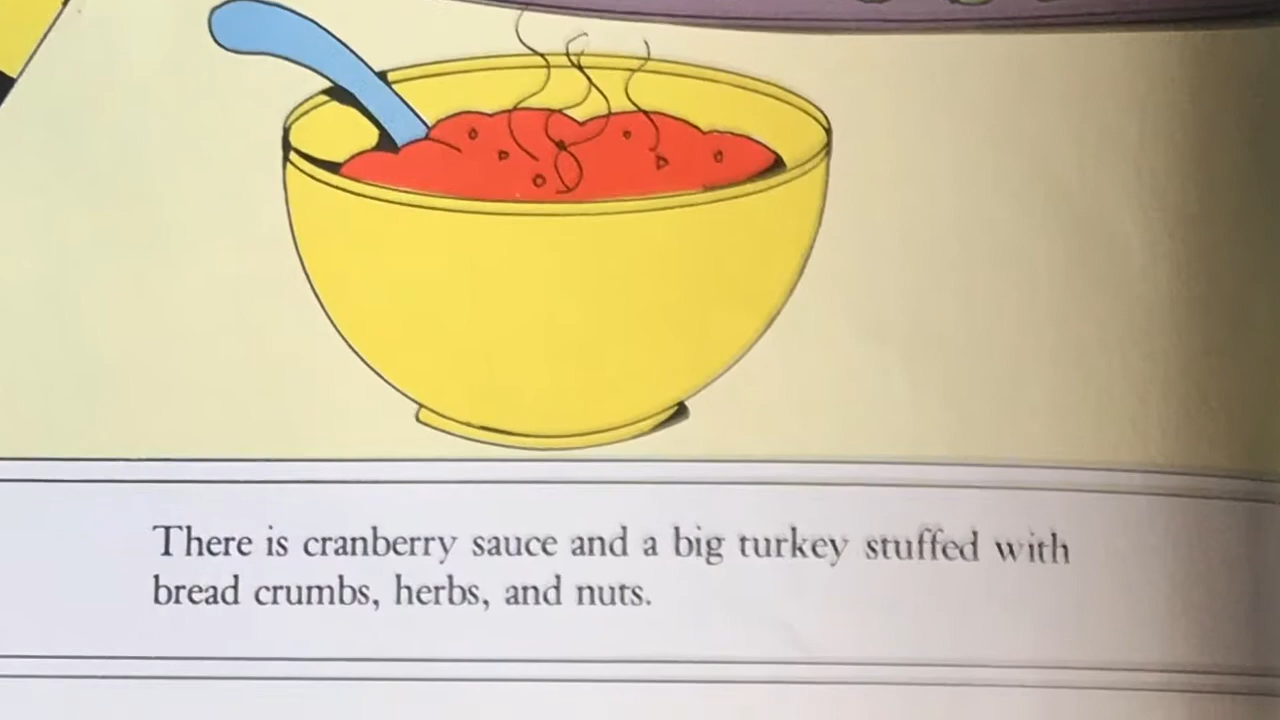 There is cranberry sauce and a big turkey stuffed with
bread crumbs, herbs, and nuts.